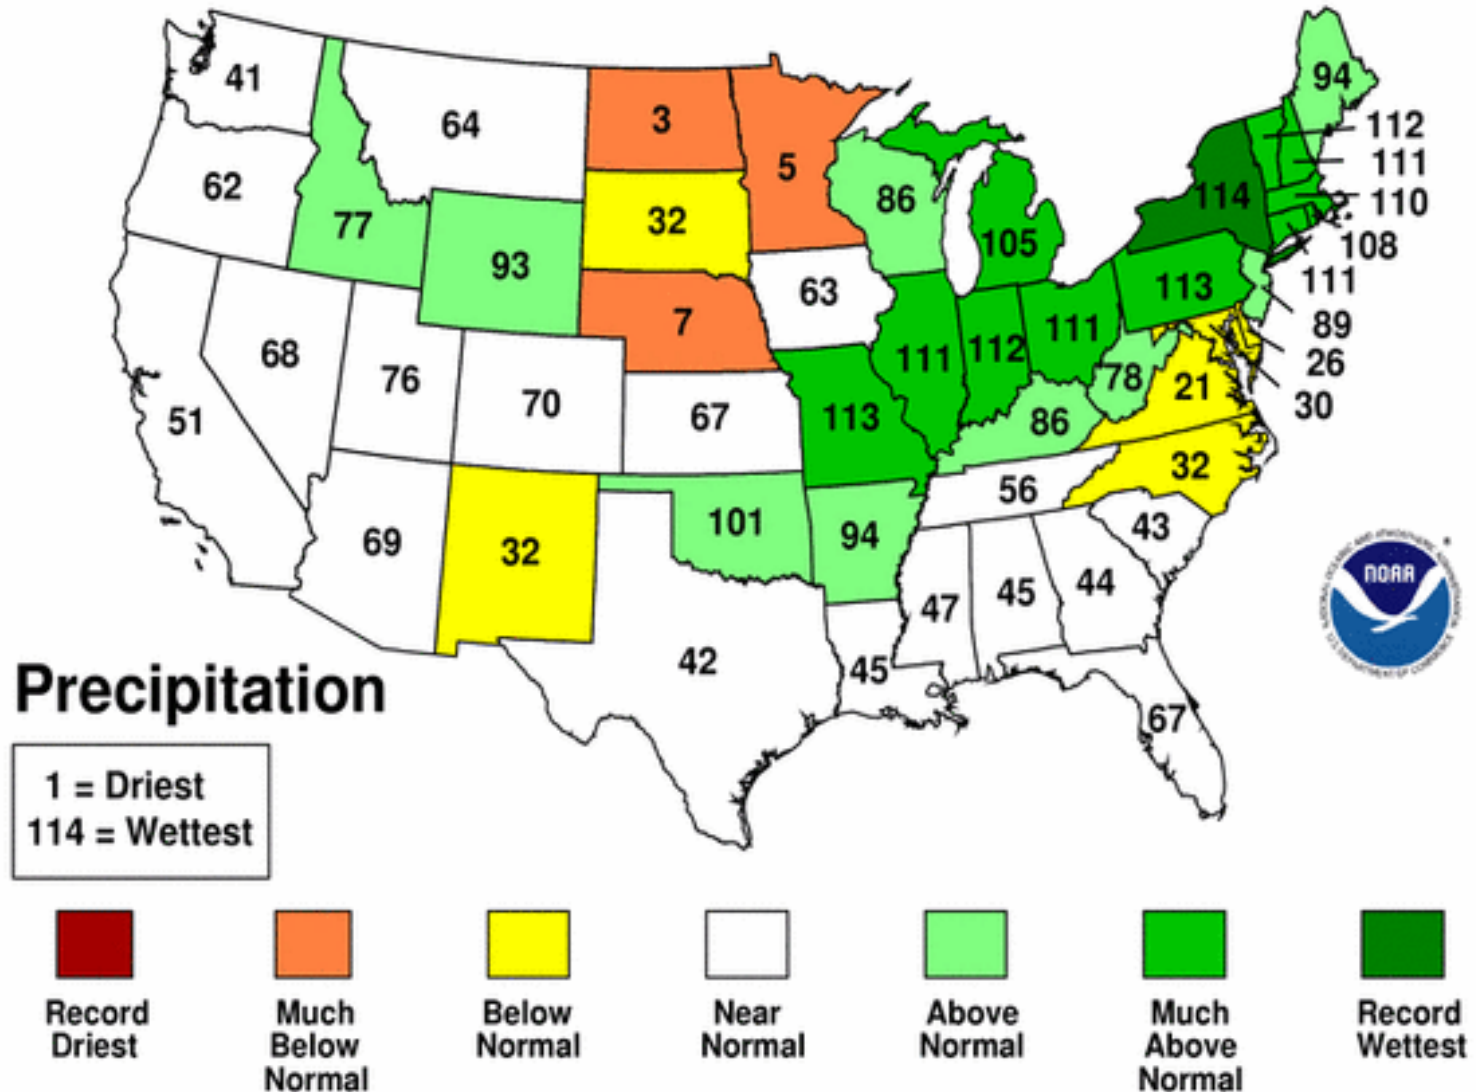 41
64
3
5
94
112
111
110
108
111
89
26
30
62
77
93
32
86
105
114
113
63
7
68
76
70
67
113
111
112
111
78
21
86
32
51
69
32
101
94
56
43
47
45
44
42
45
67
NOAA
Precipitation
1 = Driest
114 = Wettest
Record
Driest
Much
Below
Normal
Below
Normal
Near
Normal
Above
Normal
Much
Above
Normal
Record
Wettest